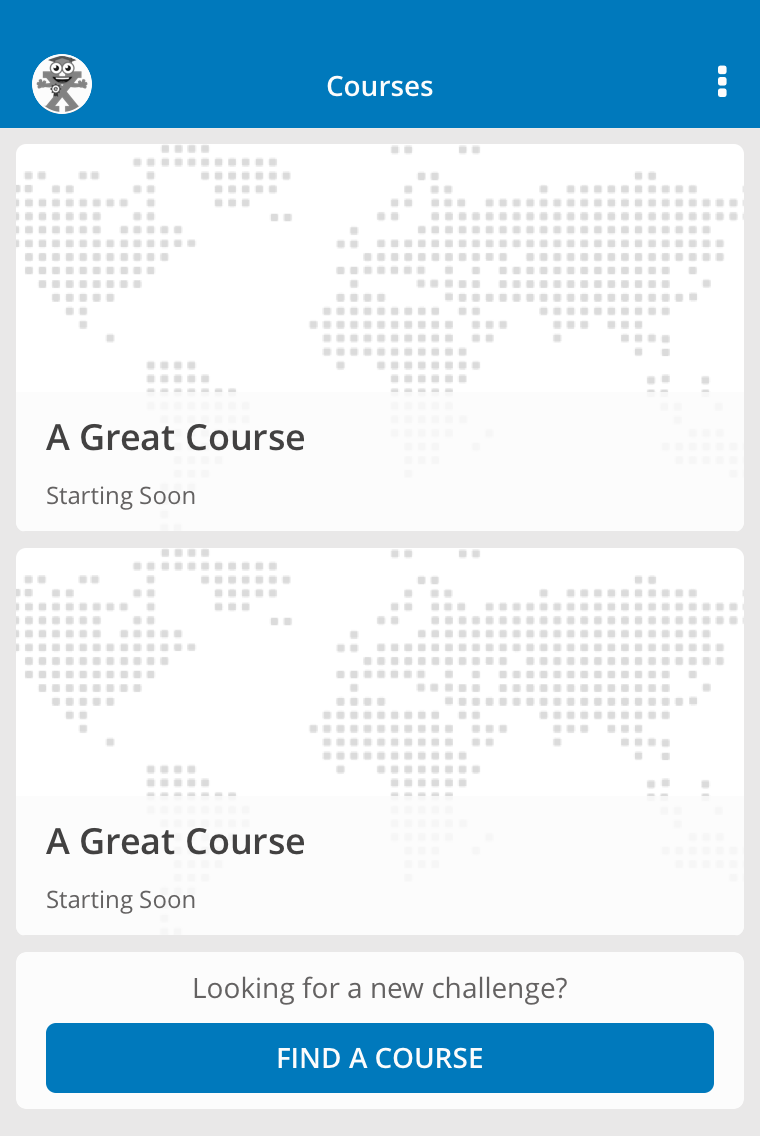 Courses
A Great Course
Starting Soon
A Great Course
Starting Soon
Looking for a new challenge?
FIND A COURSE